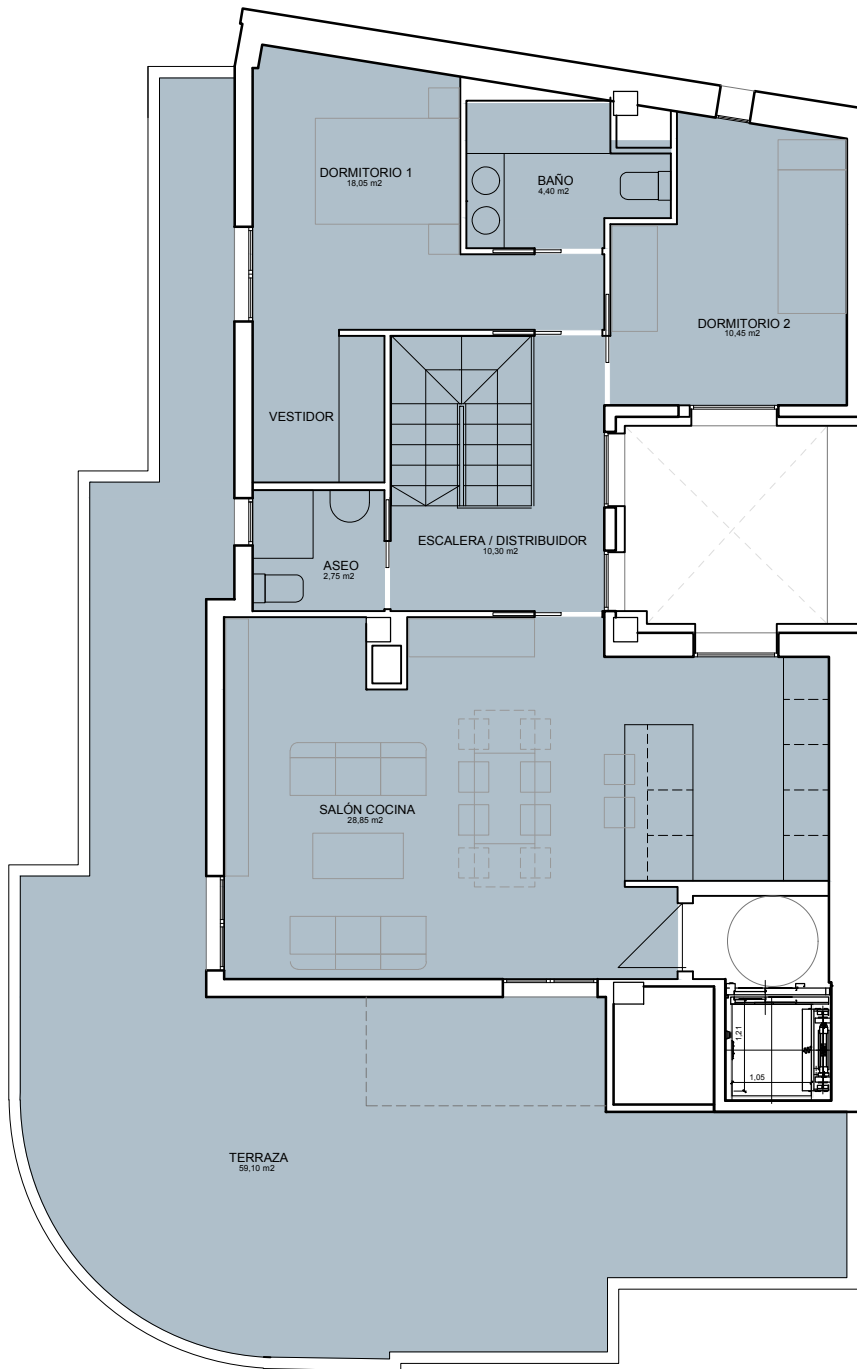 DORMITORIO 1
18,05 m2
BAÑO
4,40 m2
DORMITORIO 2
10,45 m2
VESTIDOR
ESCALERA / DISTRIBUIDOR
10,30 m2
ASEO
2,75 m2
SALÓN COCINA
28,85 m2
1,21
1,05
TERRAZA
59,10 m2